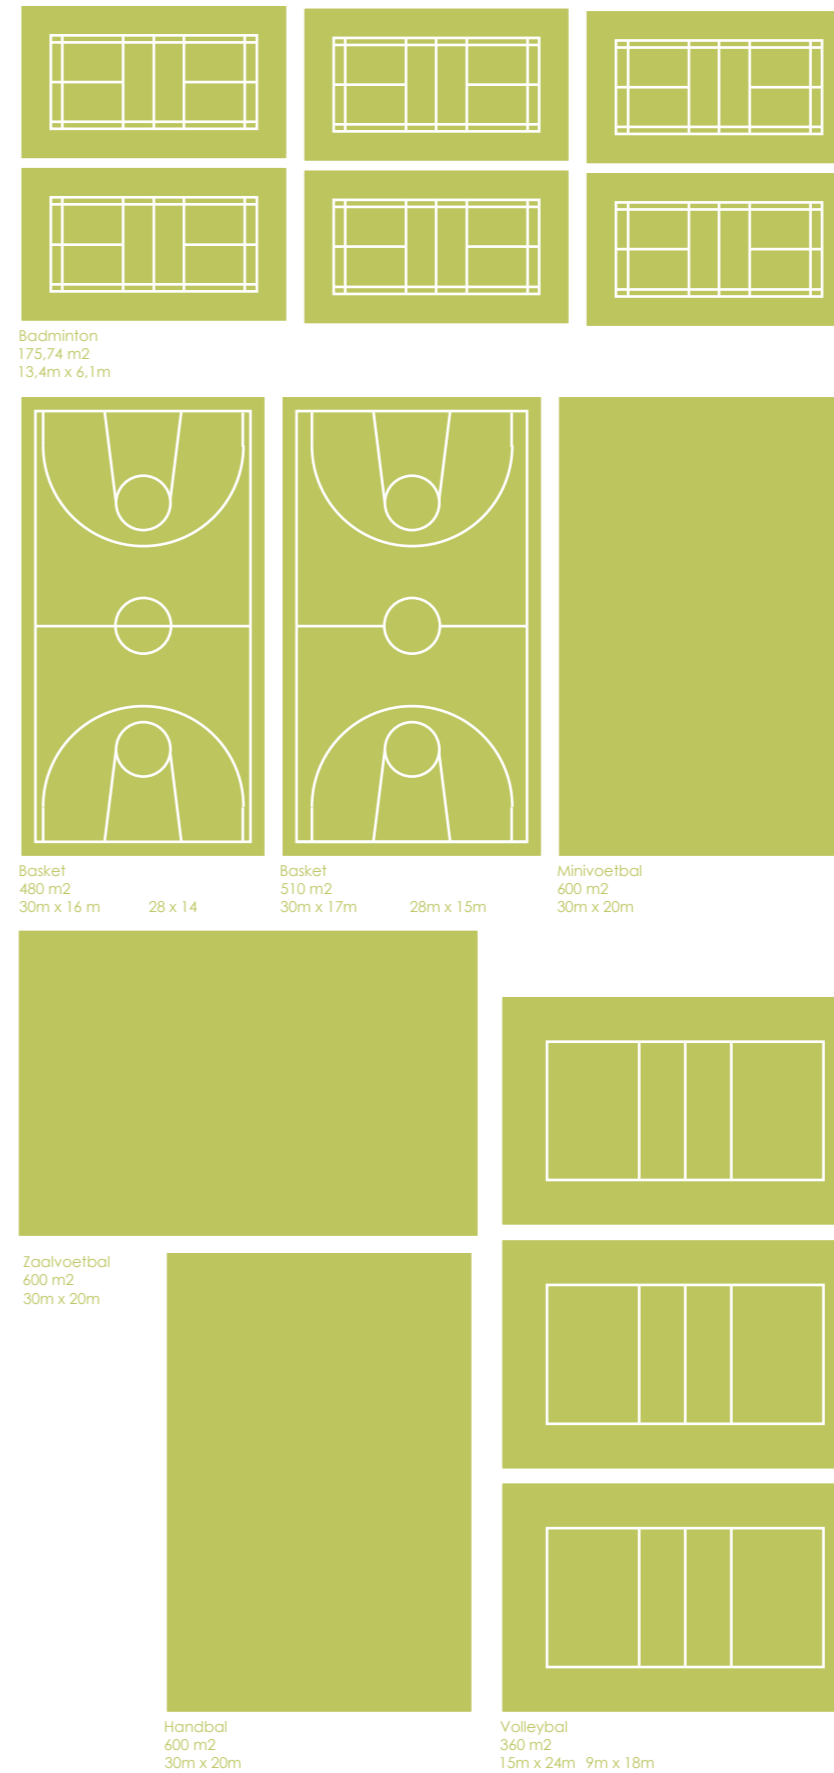 Badminton
175,74 m2
13,4m x 6,1m
Basket
480 m2
30m x 16 m 28 x 14
Basket
510 m2
30m x 17m 28m x 15m
Minivoetbal
600 m2
30m x 20m
Zaalvoetbal
600 m2
30m x 20m
Handbal
600 m2
30m x 20m
Volleybal
360 m2
15m x 24m 9m x 18m